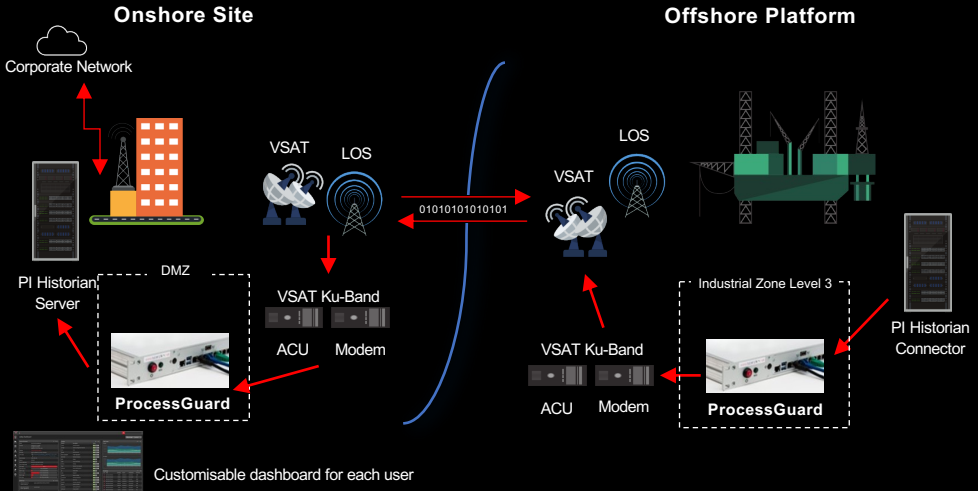 Onshore Site
Offshore Platform
Corporate Network
VSAT
LOS
01010101010101
LOS
VSAT
DMZ
PI Historian
Server
VSAT Ku-Band
ACU
Modem
ProcessGuard
Industrial Zone Level 3
PI Historian
Connector
VSAT Ku-Band
ACU
Modem
ProcessGuard
Customisable dashboard for each user